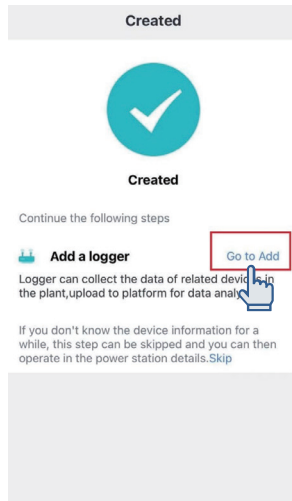 Created
Created
Continue the following steps
Add a logger Go to Add
Logger can collect the data of related devices in
the plant,upload to platform for data
If you don't know the device information for a
while, this step can be skipped and you can then
operate in the power station details.Skip